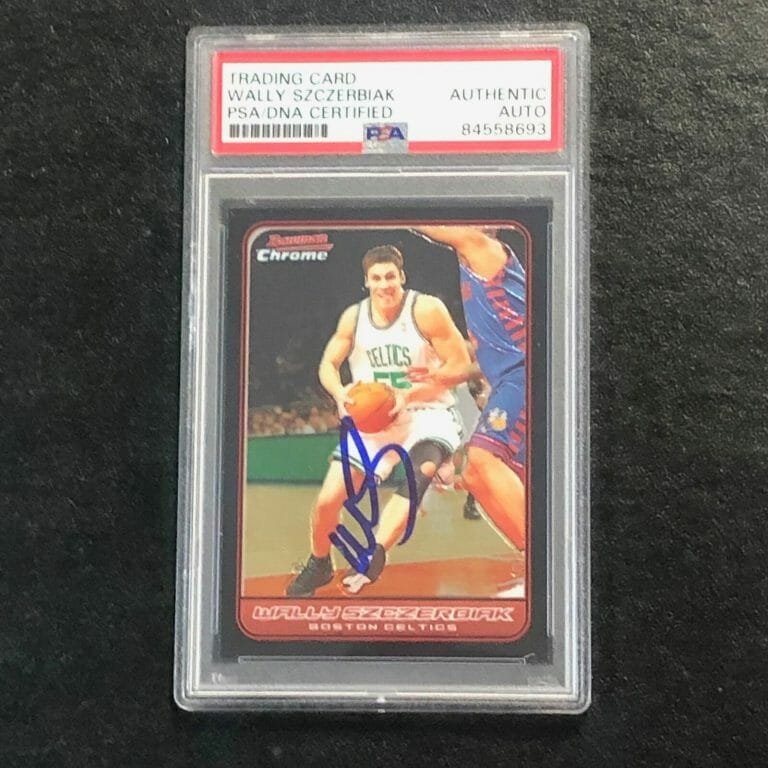 TRADING CARD
WALLY SZCZERBIAK AUTHENTIC
PSA/DNA CERTIFIED AUTO
PSA 84558693
Bowman
Chrome
CELTICS
55
WALLY SZCZERBIAK
BOSTON CELTICS